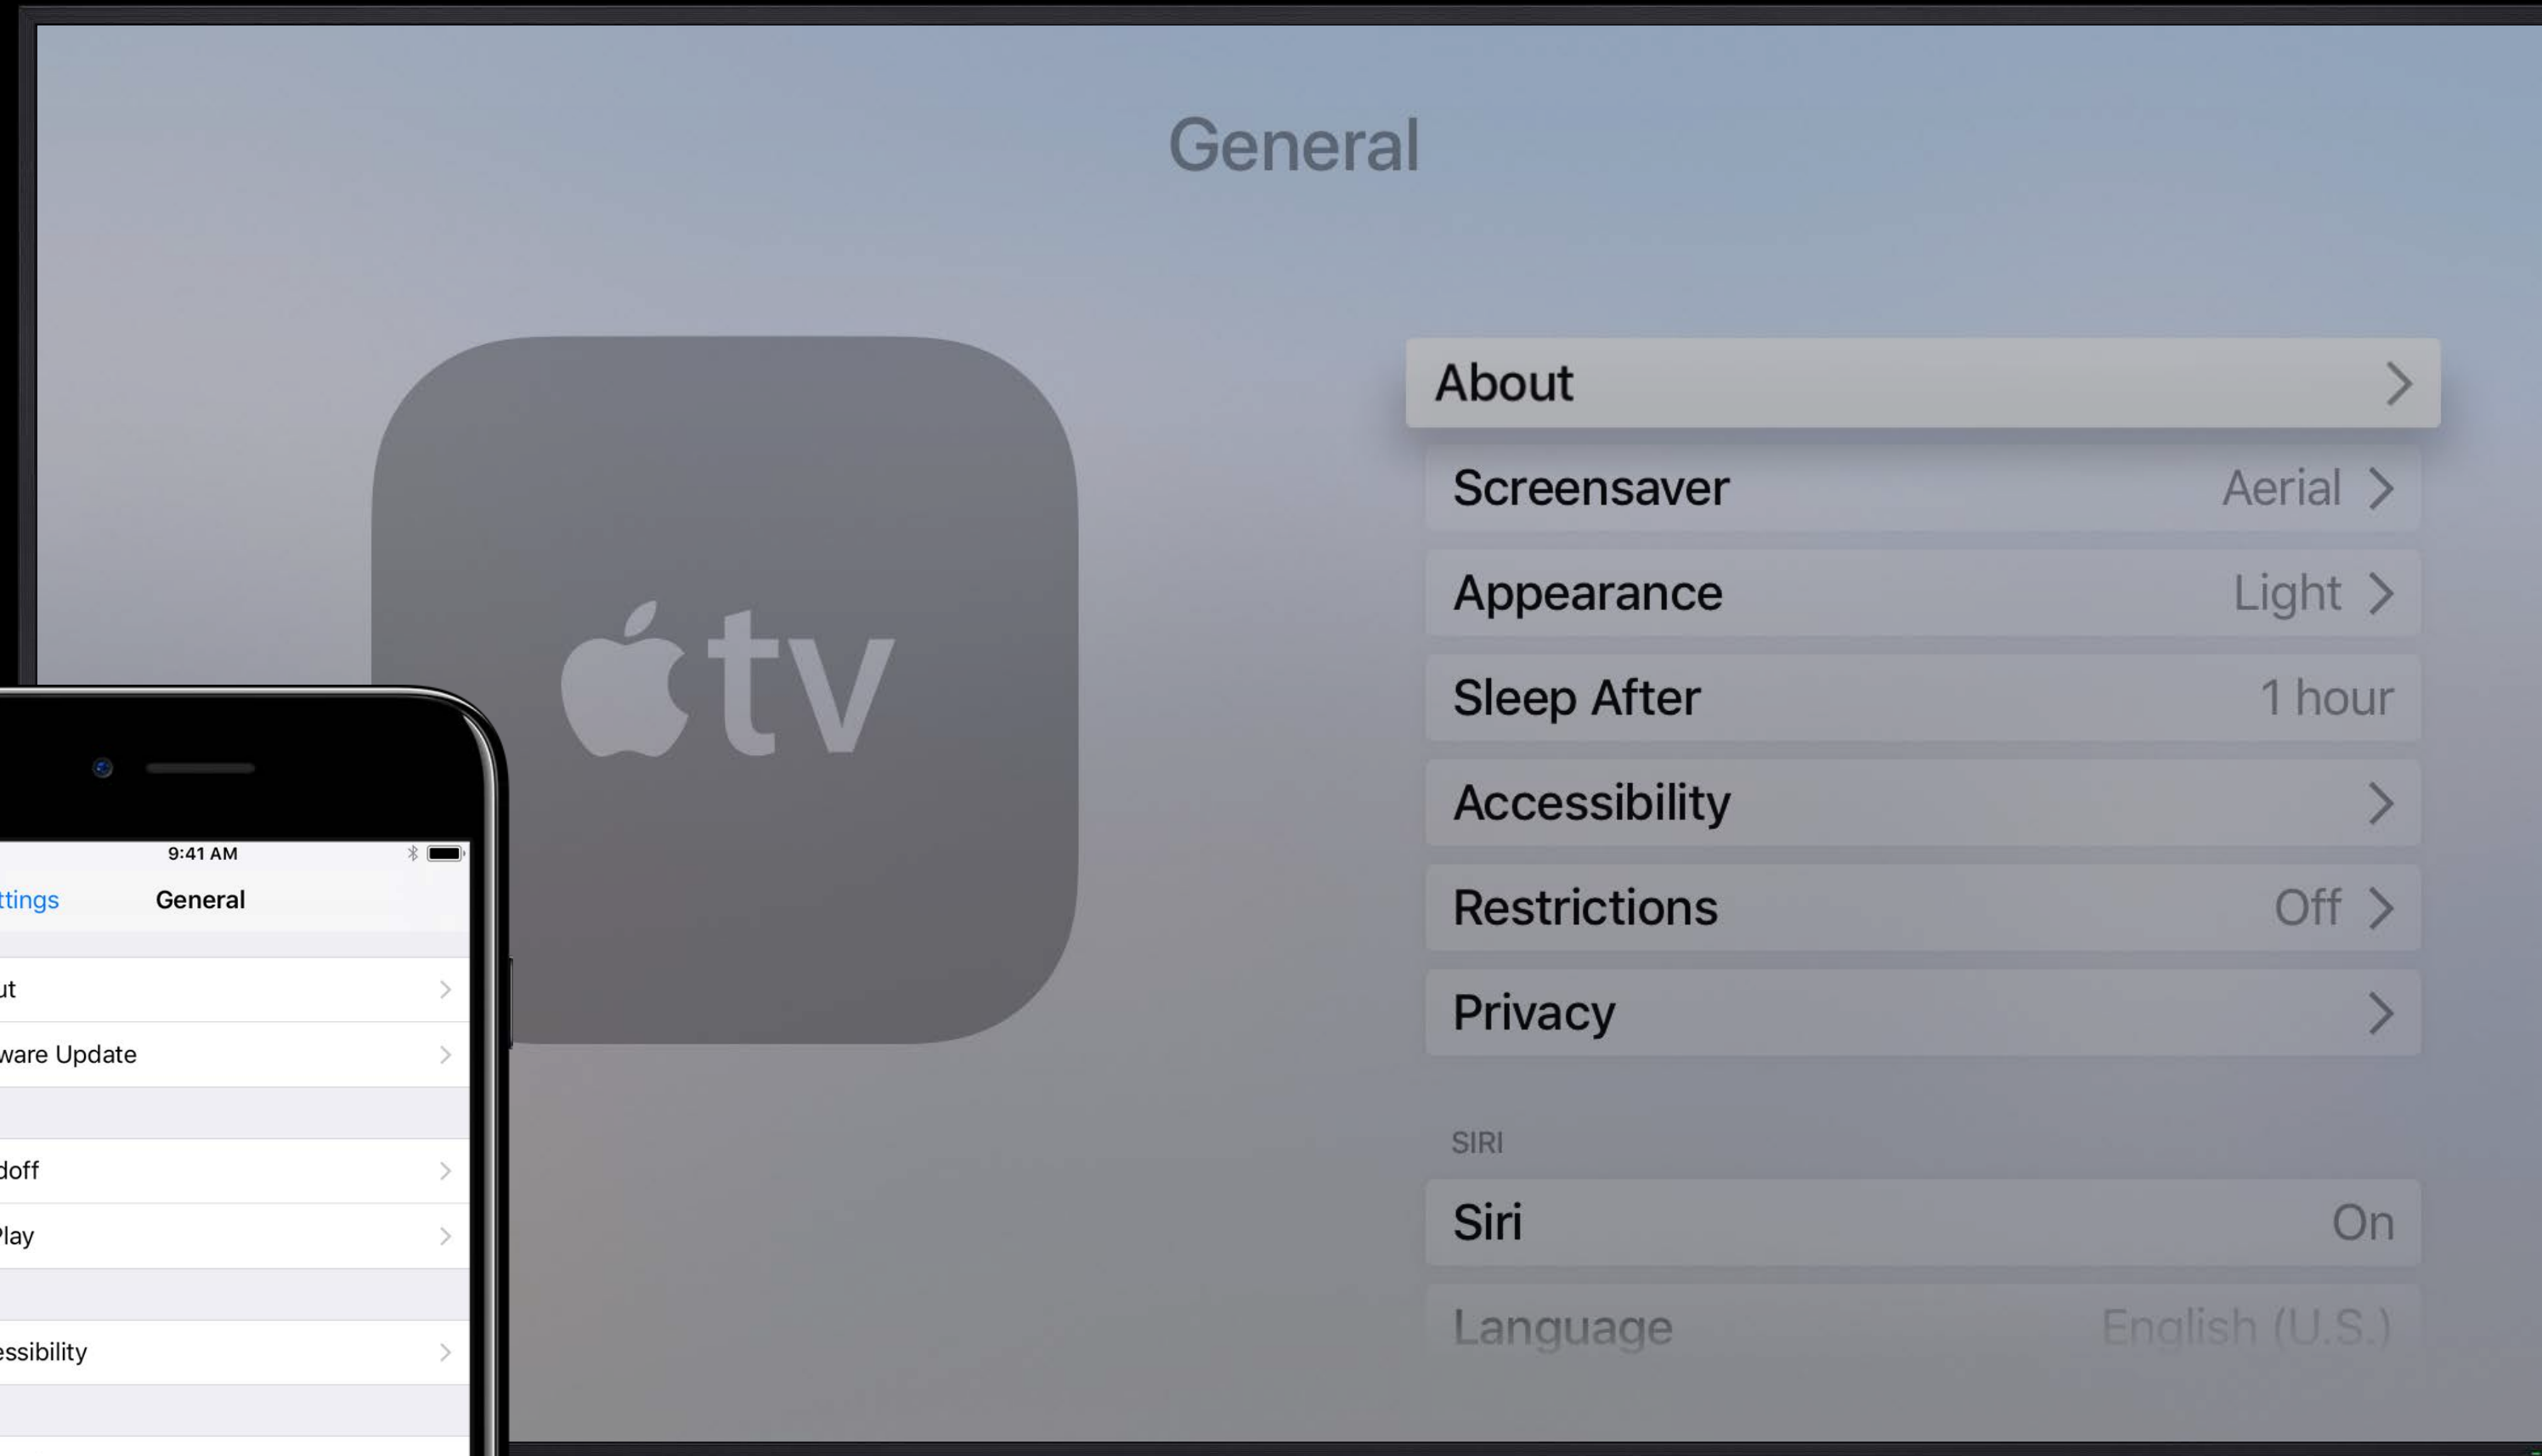 General
tv
About
Screensaver Aerial
Appearance Light
Sleep After 1 hour
Accessibility
Restrictions Off
Privacy
SIRI
Siri On
Language English (U.S.)
9:41 AM
ttings General
ut
ware Update
doff
Play
essibility